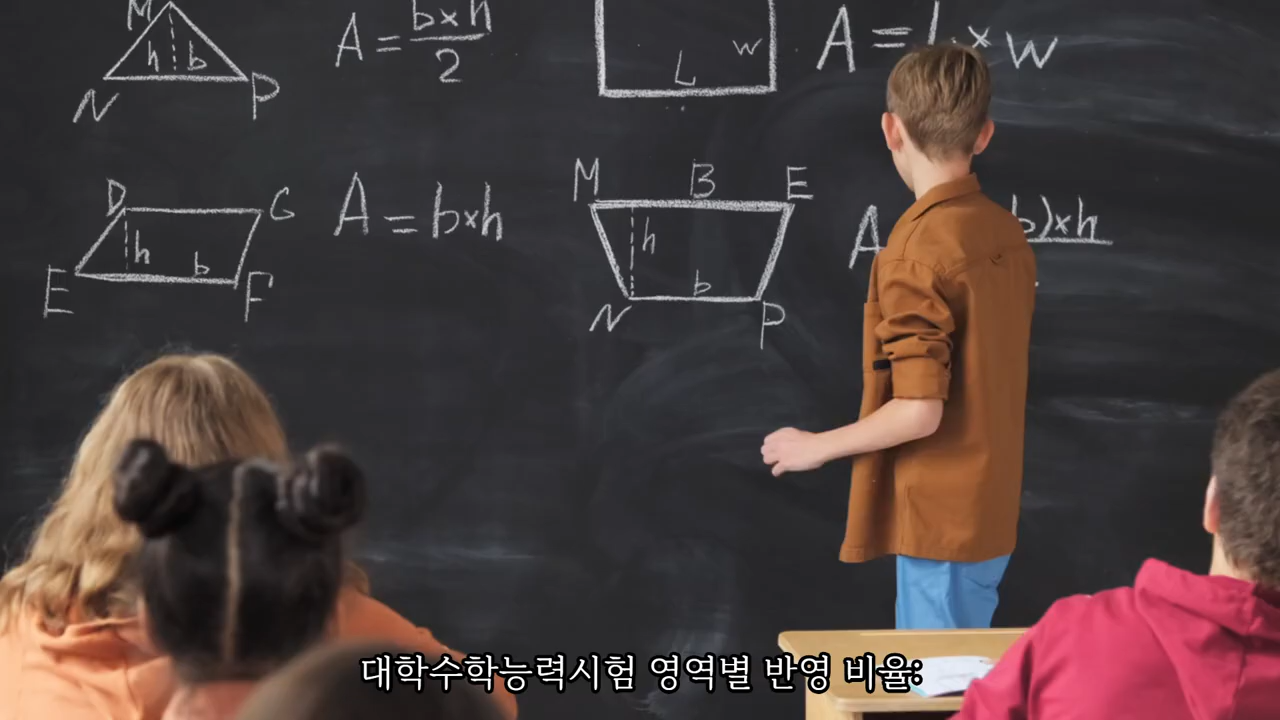 M
h b
N P
A = b×h
2
L w
A = L × w
D G
h
b
E F
A = b×h
M B E
h
b
N P
A b)×h
대학수학능력시험 영역별 반영 비율: